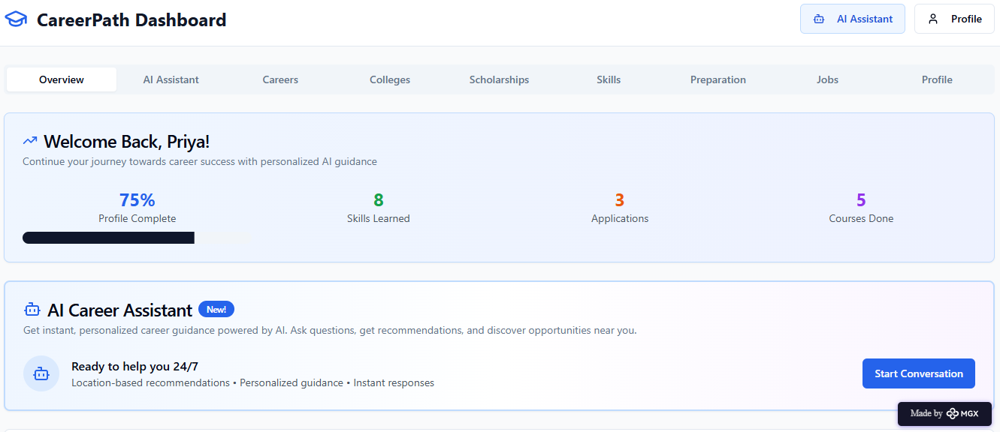 CareerPath Dashboard
AI Assistant
Profile
Overview
AI Assistant
Careers
Colleges
Scholarships
Skills
Preparation
Jobs
Profile
Welcome Back, Priya!
Continue your journey towards career success with personalized AI guidance
75%
Profile Complete
8
Skills Learned
3
Applications
5
Courses Done
AI Career Assistant New!
Get instant, personalized career guidance powered by AI. Ask questions, get recommendations, and discover opportunities near you.
Ready to help you 24/7
Location-based recommendations • Personalized guidance • Instant responses
Start Conversation
Made by MGX